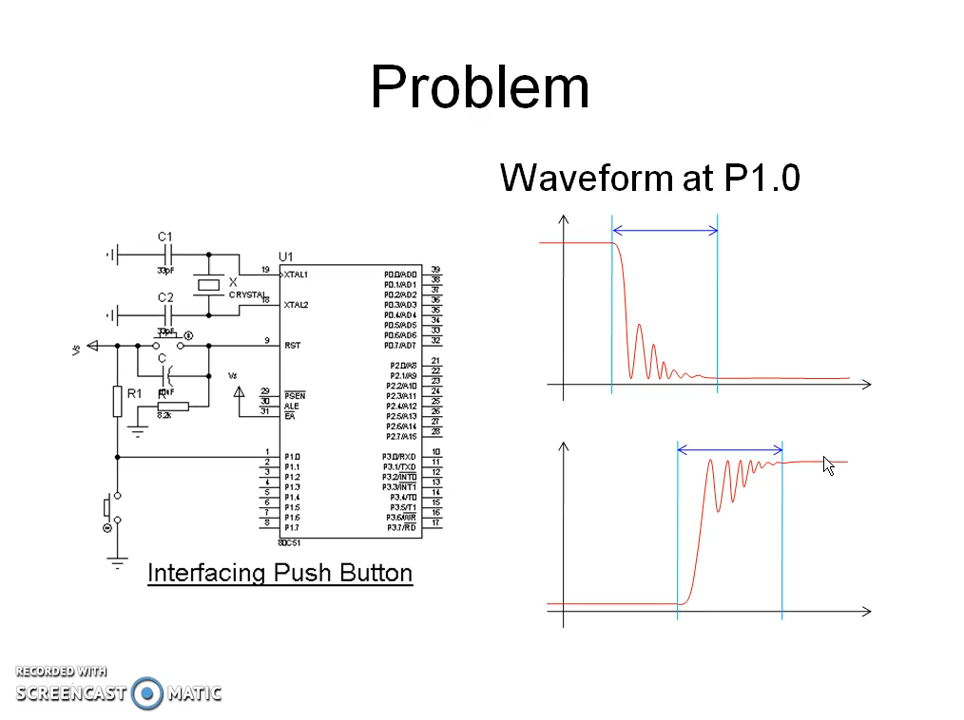 Problem
Waveform at P1.0
C1
33pF
X
CRYSTAL
C2
33pF
Vs
C
R
8.2k
R1
Vs
U1
19 XTAL1
18 XTAL2
9 RST
29 PSEN
30 ALE
31 EA
1 P1.0
2 P1.1
3 P1.2
4 P1.3
5 P1.4
6 P1.5
7 P1.6
8 P1.7
P0.0/AD0 39
P0.1/AD1 38
P0.2/AD2 37
P0.3/AD3 36
P0.4/AD4 35
P0.5/AD5 34
P0.6/AD6 33
P0.7/AD7 32
P2.0/A8 21
P2.1/A9 22
P2.2/A10 23
P2.3/A11 24
P2.4/A12 25
P2.5/A13 26
P2.6/A14 27
P2.7/A15 28
P3.0/RXD 10
P3.1/TXD 11
P3.2/INT0 12
P3.3/INT1 13
P3.4/T0 14
P3.5/T1 15
P3.6/WR 16
P3.7/RD 17
80C51
Interfacing Push Button
RECORDED WITH
SCREENCAST MATIC